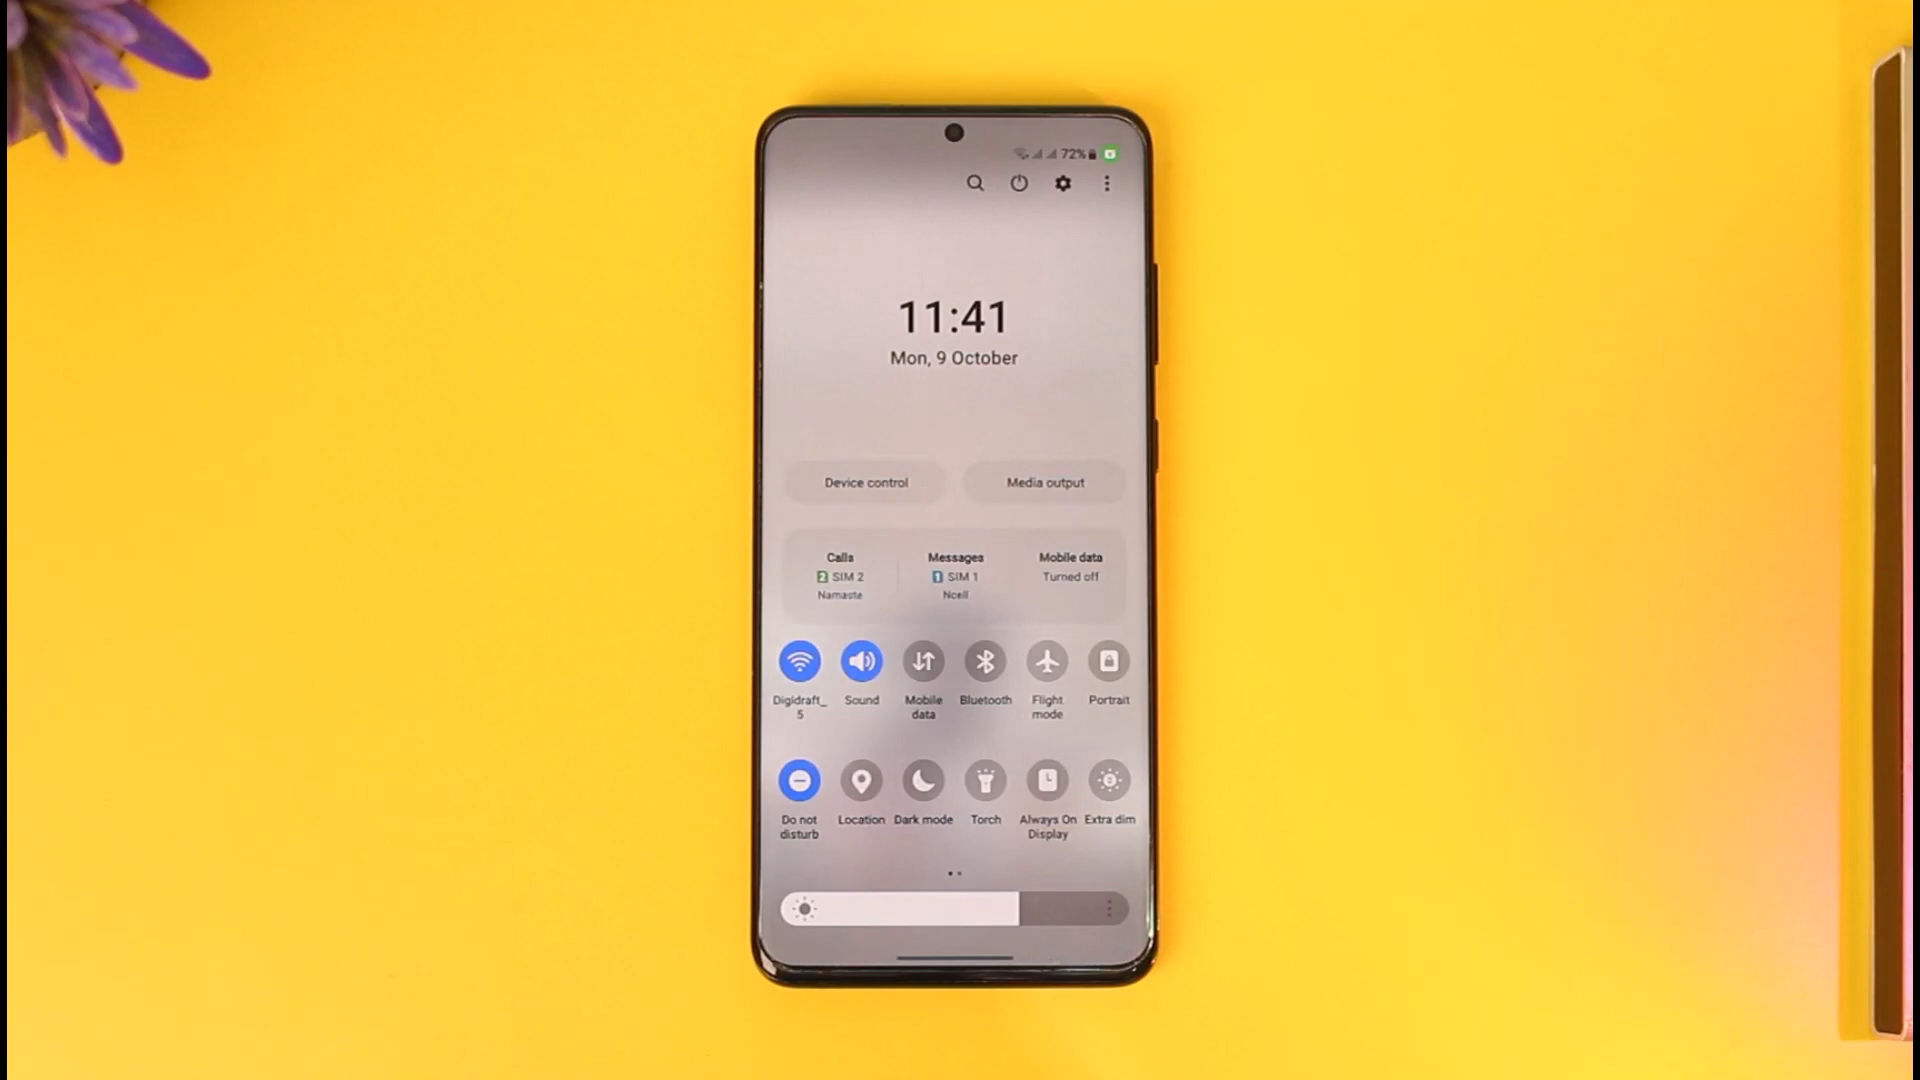 72%
11:41
Mon, 9 October
Device control
Media output
Calls
2 SIM 2
Namaste
Messages
1 SIM 1
Ncell
Mobile data
Turned off
Digidraft_
5
Sound
Mobile
data
Bluetooth
Flight
mode
Portrait
Do not
disturb
Location
Dark mode
Torch
Always On
Display
Extra dim